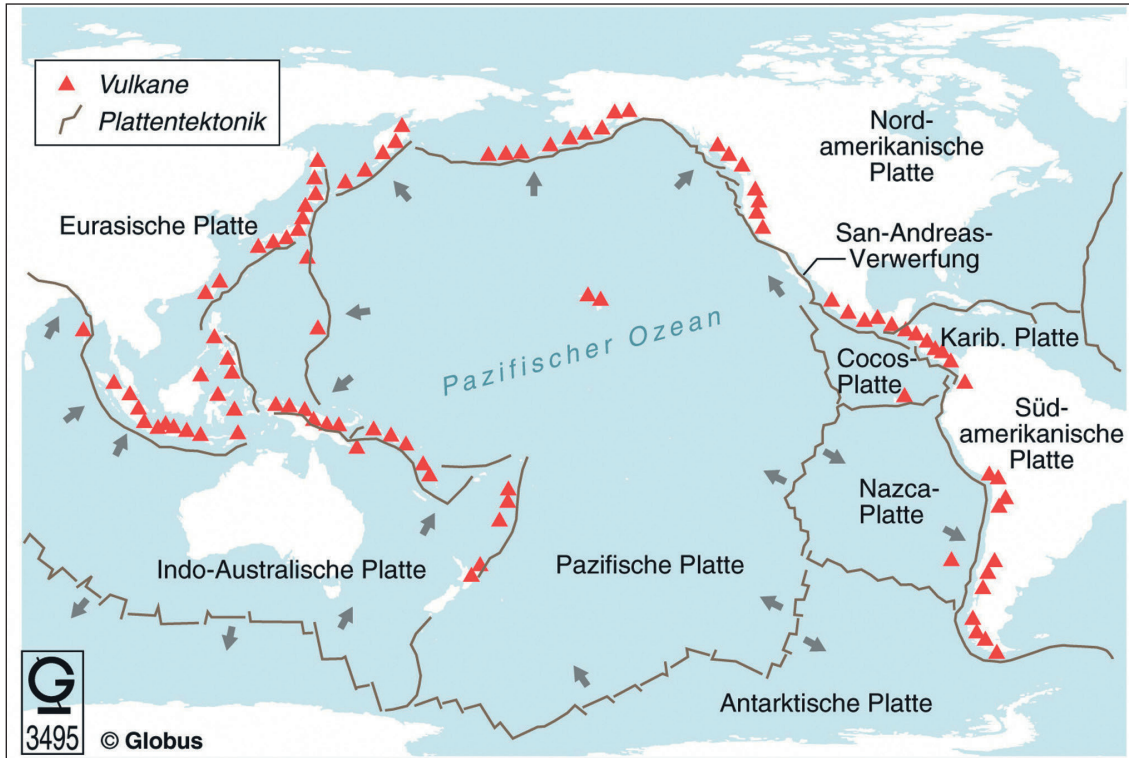 Vulkane
Plattentektonik
Nord-
amerikanische
Platte
Eurasische Platte
San-Andreas-
Verwerfung
Pazifischer Ozean
Karib. Platte
Cocos-
Platte
Süd-
amerikanische
Platte
Nazca-
Platte
Indo-Australische Platte
Pazifische Platte
Antarktische Platte
G
3495
© Globus